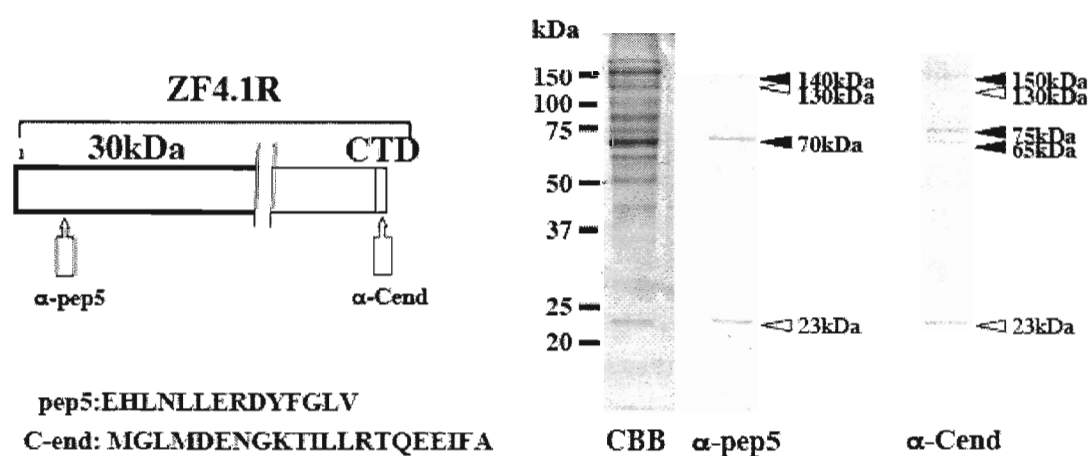 ZF4.1R
1
30kDa
CTD
α-pep5
α-Cend
pep5:EHLNLLERDYFGLV
C-end: MGLMDENGKTILLRTQEEIFA
kDa
150
100
75
50
37
25
20
140kDa
130kDa
70kDa
23kDa
150kDa
130kDa
75kDa
65kDa
23kDa
CBB
α-pep5
α-Cend